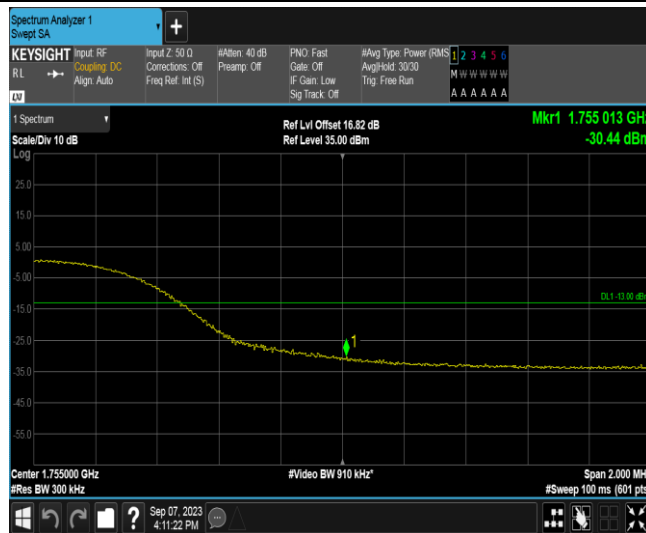 Spectrum Analyzer 1
Swept SA
+
KEYSIGHT
RL
LXI
Input: RF
Coupling: DC
Align: Auto
Input Z: 50 Ω
Corrections: Off
Freq Ref: Int (S)
#Atten: 40 dB
Preamp: Off
PNO: Fast
Gate: Off
IF Gain: Low
Sig Track: Off
#Avg Type: Power (RMS
Avg|Hold: 30/30
Trig: Free Run
1 2 3 4 5 6
M W W W W W
A A A A A A
1 Spectrum
Scale/Div 10 dB
Ref Lvl Offset 16.82 dB
Ref Level 35.00 dBm
Mkr1 1.755 013 GHz
-30.44 dBm
Log
25.0
15.0
5.00
-5.00
-15.0
-25.0
-35.0
-45.0
-55.0
DL1 -13.00 dBm
1
Center 1.755000 GHz
#Res BW 300 kHz
#Video BW 910 kHz*
Span 2.000 MH
#Sweep 100 ms (601 pts
?
Sep 07, 2023
4:11:22 PM